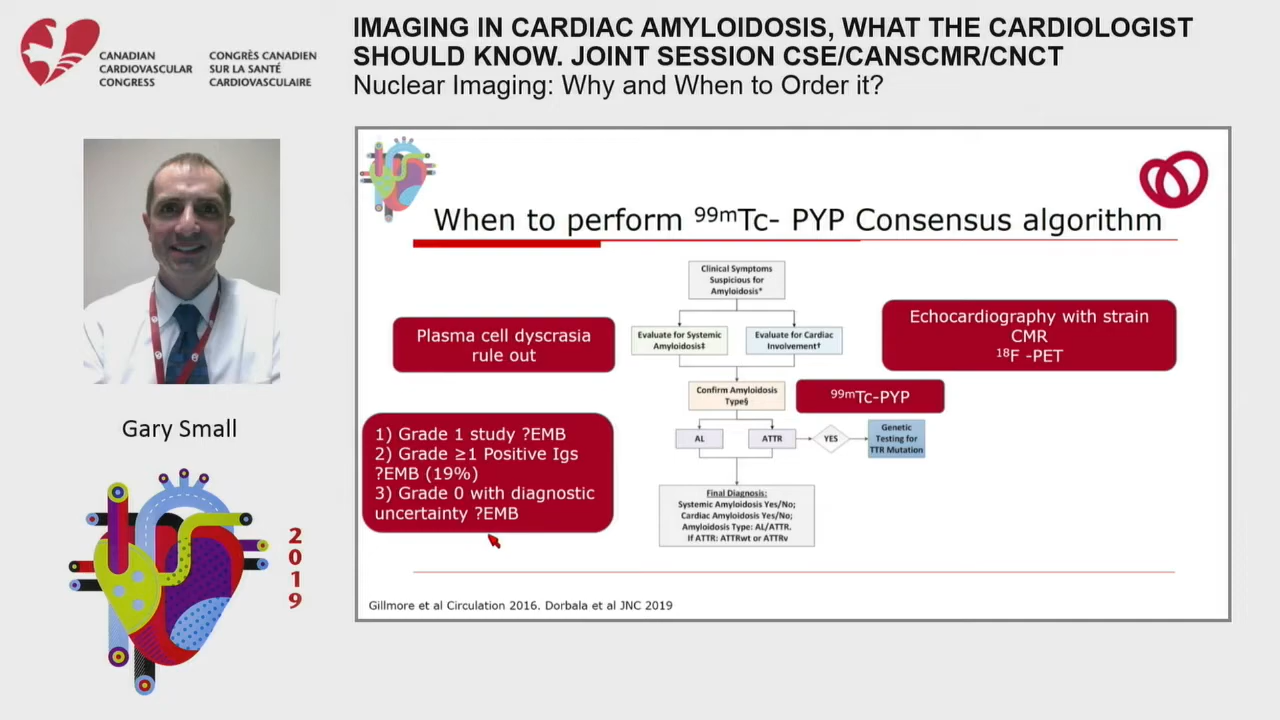 IMAGING IN CARDIAC AMYLOIDOSIS, WHAT THE CARDIOLOGIST
SHOULD KNOW. JOINT SESSION CSE/CANSCMR/CNCT
Nuclear Imaging: Why and When to Order it?
CANADIAN
CARDIOVASCULAR
CONGRESS
CONGRÈS CANADIEN
SUR LA SANTÉ
CARDIOVASCULAIRE
Gary Small
2
0
1
9
When to perform ⁹⁹ᵐTc- PYP Consensus algorithm
Clinical Symptoms
Suspicious for
Amyloidosis*
Plasma cell dyscrasia
rule out
Evaluate for Systemic
Amyloidosis‡
Evaluate for Cardiac
Involvement†
Echocardiography with strain
CMR
¹⁸F -PET
Confirm Amyloidosis
Type§
⁹⁹ᵐTc-PYP
1) Grade 1 study ?EMB
2) Grade ≥1 Positive Igs
?EMB (19%)
3) Grade 0 with diagnostic
uncertainty ?EMB
AL
ATTR
YES
Genetic
Testing for
TTR Mutation
Final Diagnosis:
Systemic Amyloidosis Yes/No;
Cardiac Amyloidosis Yes/No;
Amyloidosis Type: AL/ATTR.
If ATTR: ATTRwt or ATTRv
Gillmore et al Circulation 2016. Dorbala et al JNC 2019